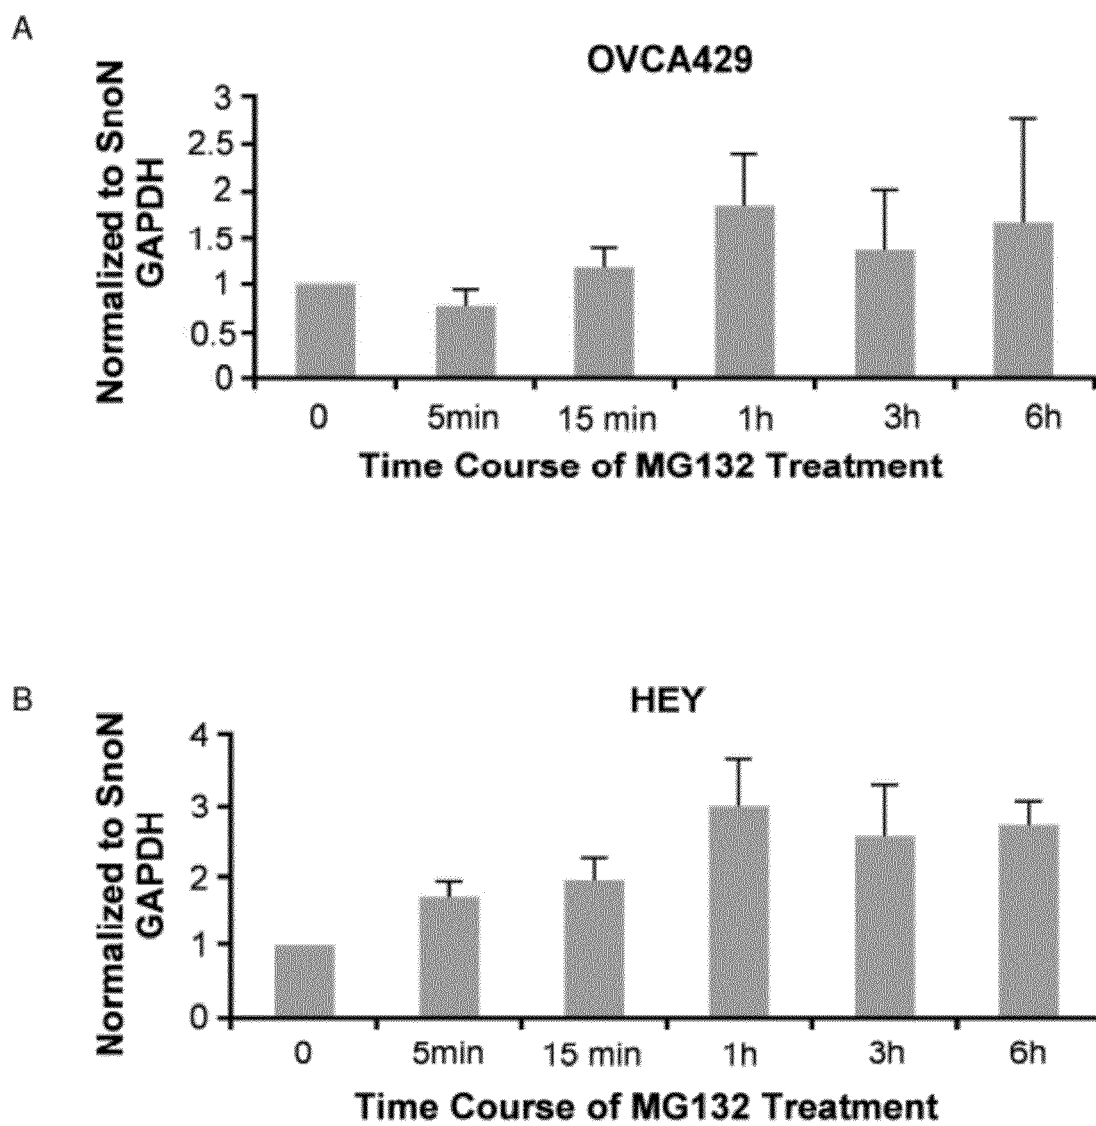 A
OVCA429
Normalized to SnoN
GAPDH
3
2.5
2
1.5
1
0.5
0
0 5min 15 min 1h 3h 6h
Time Course of MG132 Treatment
B
HEY
Normalized to SnoN
GAPDH
4
3
2
1
0
0 5min 15 min 1h 3h 6h
Time Course of MG132 Treatment